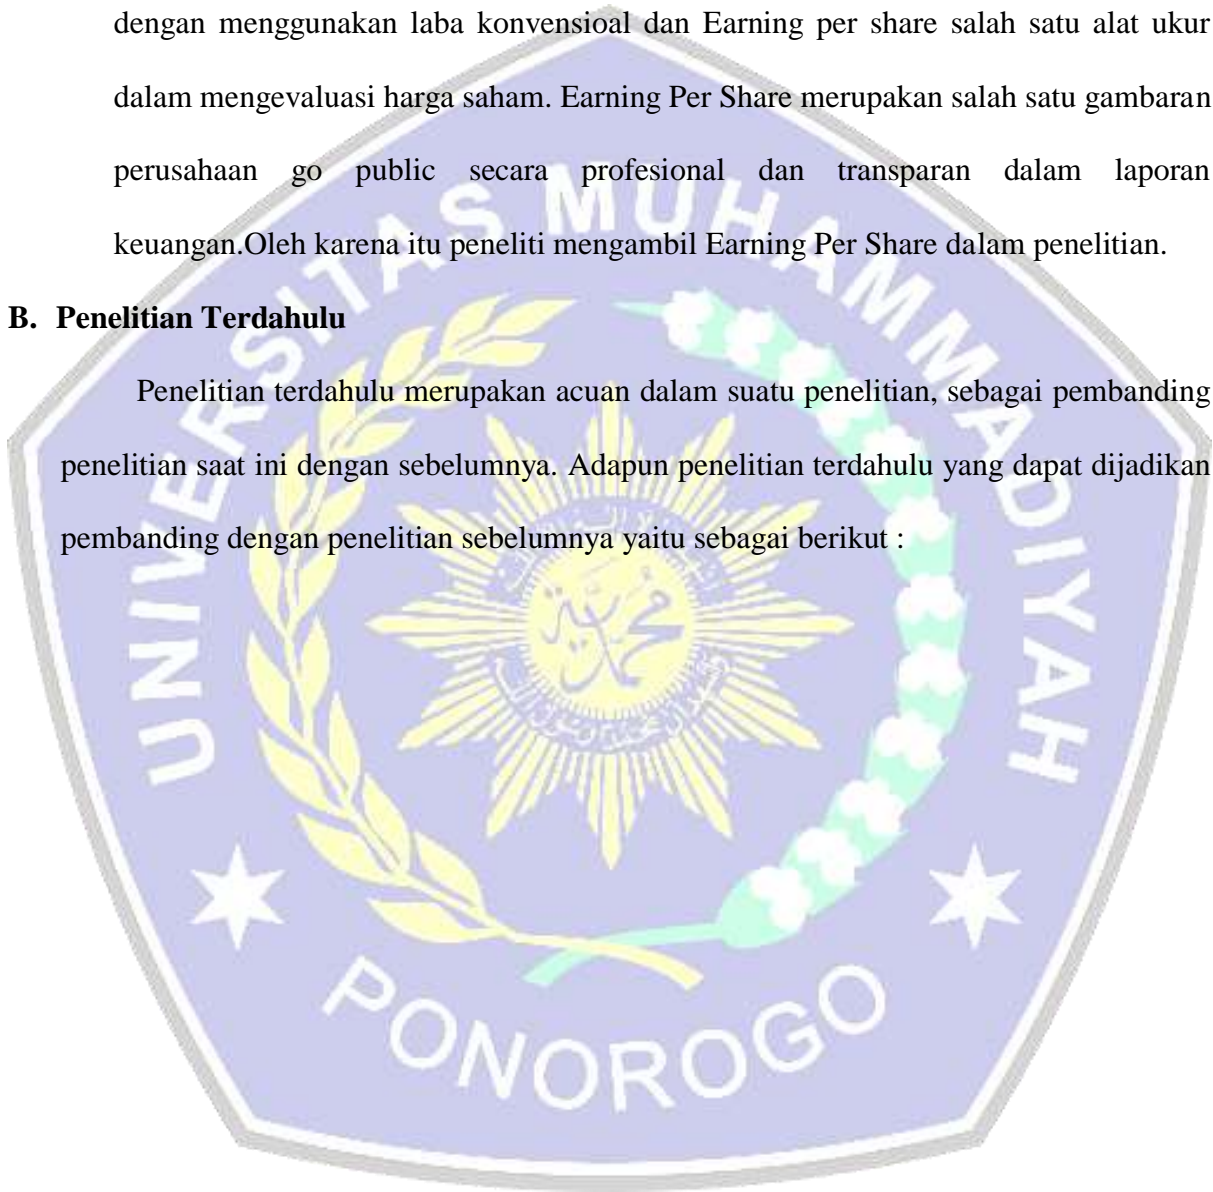 dengan menggunakan laba konvensioal dan Earning per share salah satu alat ukur
dalam mengevaluasi harga saham. Earning Per Share merupakan salah satu gambaran
perusahaan go public secara profesional dan transparan dalam laporan
keuangan.Oleh karena itu peneliti mengambil Earning Per Share dalam penelitian.
B. Penelitian Terdahulu
Penelitian terdahulu merupakan acuan dalam suatu penelitian, sebagai pembanding
penelitian saat ini dengan sebelumnya. Adapun penelitian terdahulu yang dapat dijadikan
pembanding dengan penelitian sebelumnya yaitu sebagai berikut :
UNIVERSITAS MUHAMMADIYAH
محمدية
PONOROGO